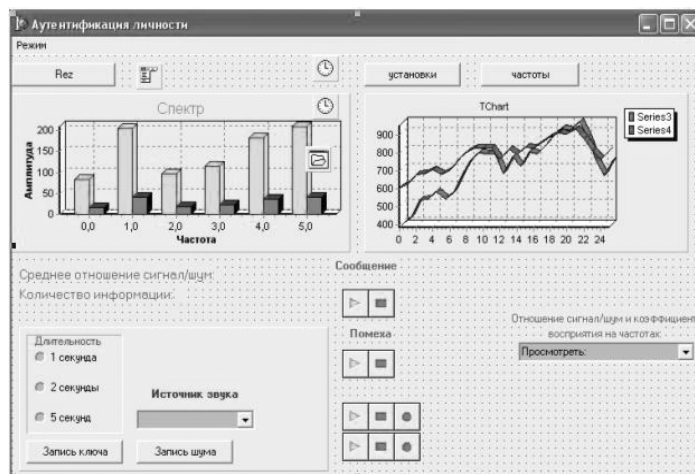 Аутентификация личности
Режим
Rez
установки
частоты
Спектр
Амплитуда
200
150
100
50
0
0,0 1,0 2,0 3,0 4,0 5,0
Частота
TChart
Series3
Series4
900
800
700
600
500
400
0 2 4 6 8 10 12 14 16 18 20 22 24
Среднее отношение сигнал/шум:
Количество информации:
Сообщение
Помеха
Отношение сигнал/шум и коэффициент
восприятия на частотах:
Просмотреть:
Длительность
1 секунда
2 секунды
5 секунд
Источник звука
Запись ключа
Запись шума